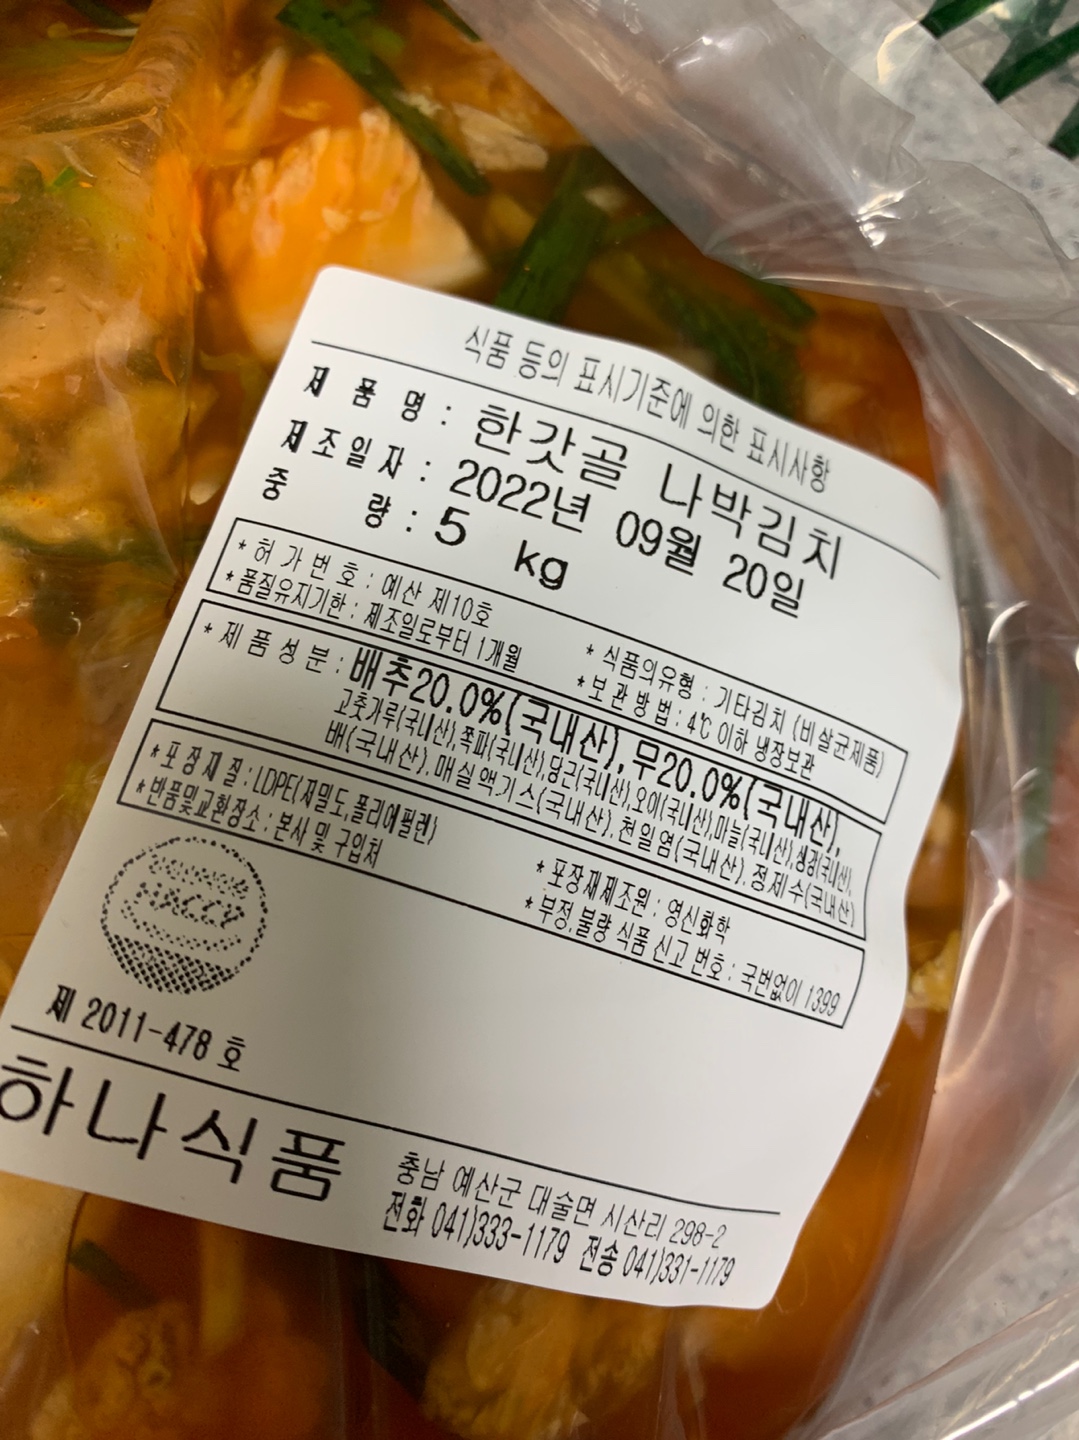 식품 등의 표시기준에 의한 표시사항
제 품 명 : 한갓골 나박김치
제조일자 : 2022년 09월 20일
중 량 : 5 kg
* 허 가 번 호 : 예산 제10호 * 식품의유형 : 기타김치 (비살균제품)
* 품질유지기한 : 제조일로부터 1개월 * 보관방법 : 4℃ 이하 냉장보관
* 제 품 성 분 : 배추20.0%(국내산), 무20.0%(국내산),
고춧가루(국내산),쪽파(국내산),당근(국내산),오이(국내산),마늘(국내산),생강(국내산),
배(국내산).매실액기스(국내산).천일염(국내산).정제수(국내산)
* 포 장 재 질 : LDPE(저밀도,폴리에틸렌) * 포장재제조원 : 영신화학
* 반품및교환장소 : 본사 및 구입처 * 부정,불량 식품 신고 번호 : 국번없이 1399
HACCP
제 2011-478 호
하나식품
충남 예산군 대술면 시산리 298-2
전화 041)333-1179 전송 041)331-1179